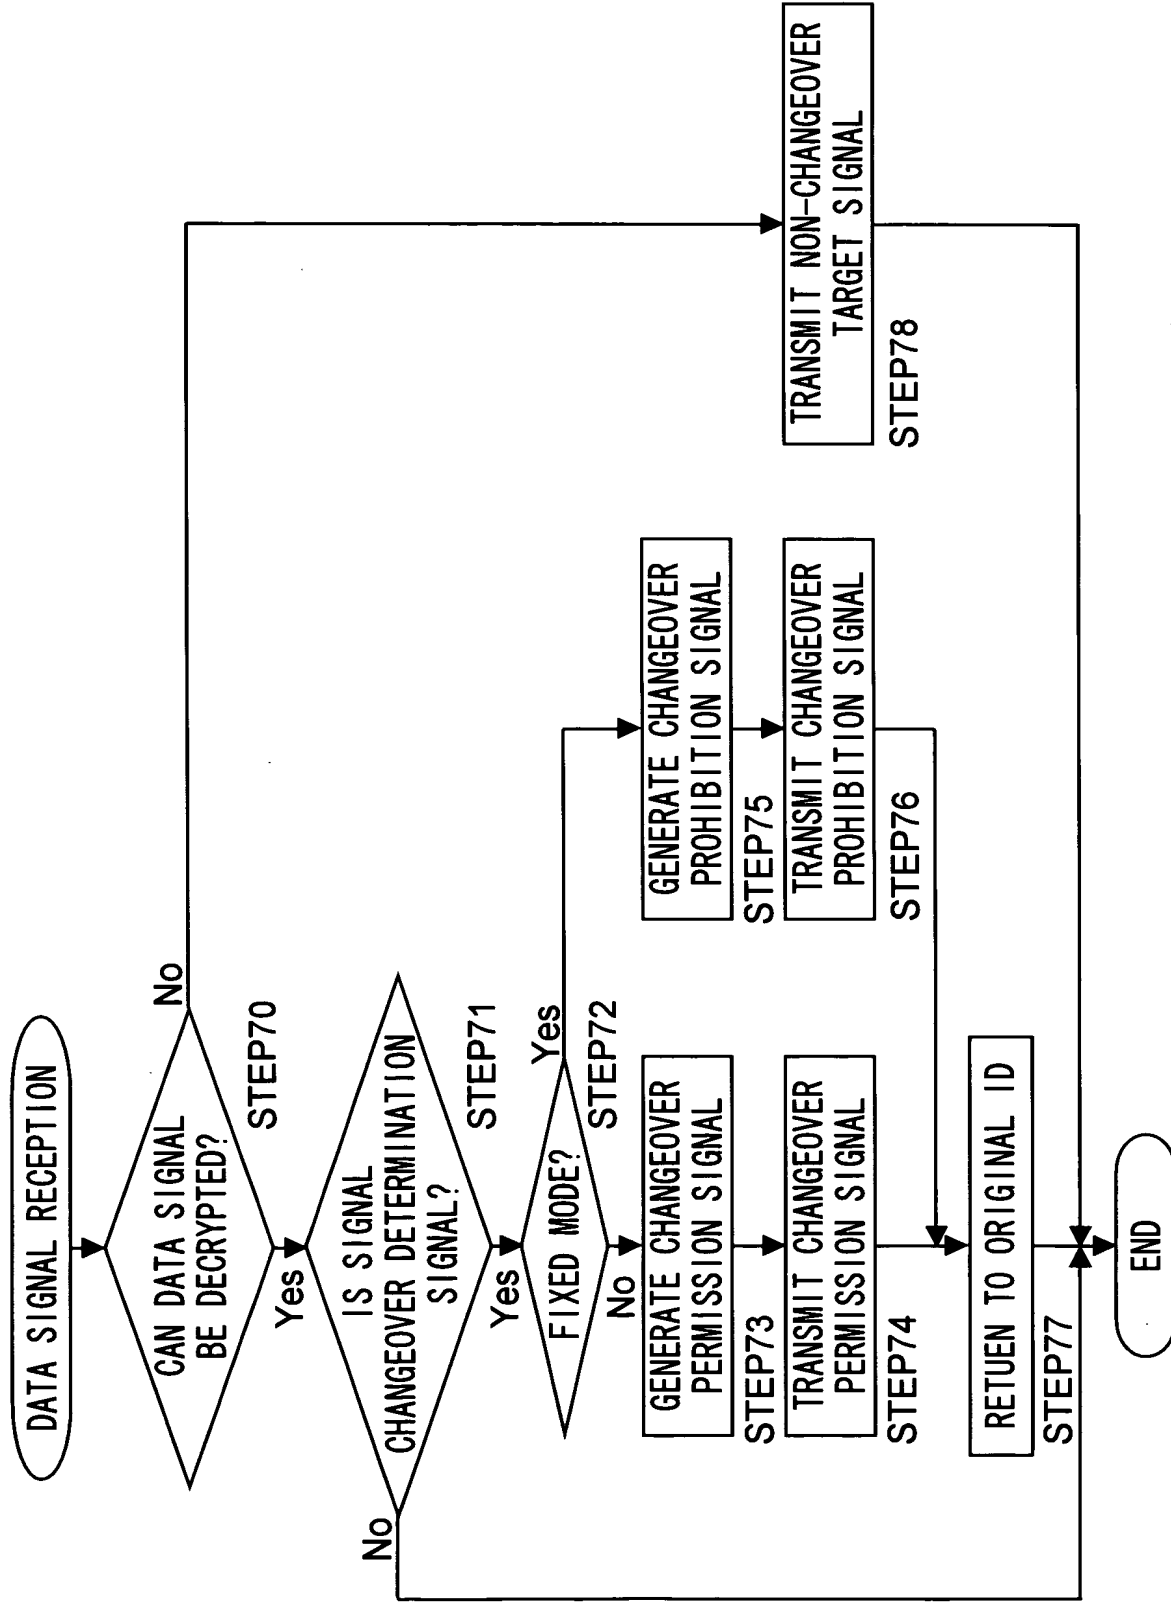 DATA SIGNAL RECEPTION
CAN DATA SIGNAL
BE DECRYPTED?
No
STEP70
Yes
IS SIGNAL
CHANGEOVER DETERMINATION
SIGNAL?
No
STEP71
Yes
FIXED MODE?
Yes
STEP72
No
GENERATE CHANGEOVER
PERMISSION SIGNAL
STEP73
GENERATE CHANGEOVER
PROHIBITION SIGNAL
STEP75
TRANSMIT CHANGEOVER
PERMISSION SIGNAL
STEP74
TRANSMIT CHANGEOVER
PROHIBITION SIGNAL
STEP76
TRANSMIT NON-CHANGEOVER
TARGET SIGNAL
STEP78
RETUEN TO ORIGINAL ID
STEP77
END